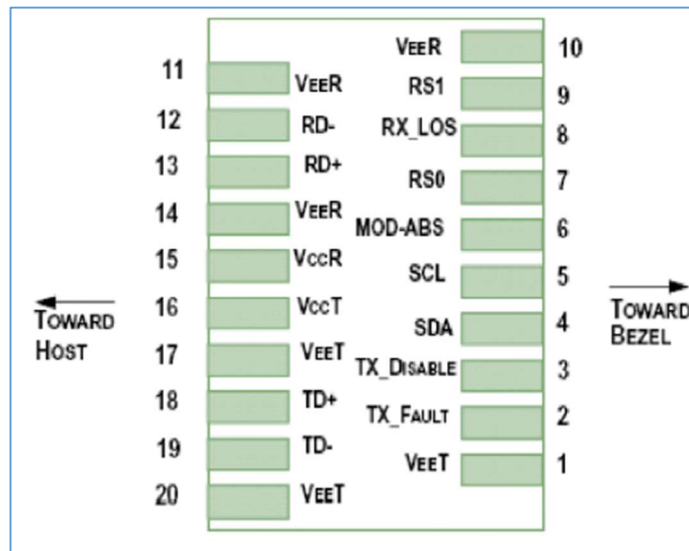 11 VEER
12 RD-
13 RD+
14 VEER
15 VCCR
16 VCCT
17 VEET
18 TD+
19 TD-
20 VEET
TOWARD
HOST
VEER 10
RS1 9
RX_LOS 8
RS0 7
MOD-ABS 6
SCL 5
SDA 4
TX_DISABLE 3
TX_FAULT 2
VEET 1
TOWARD
BEZEL